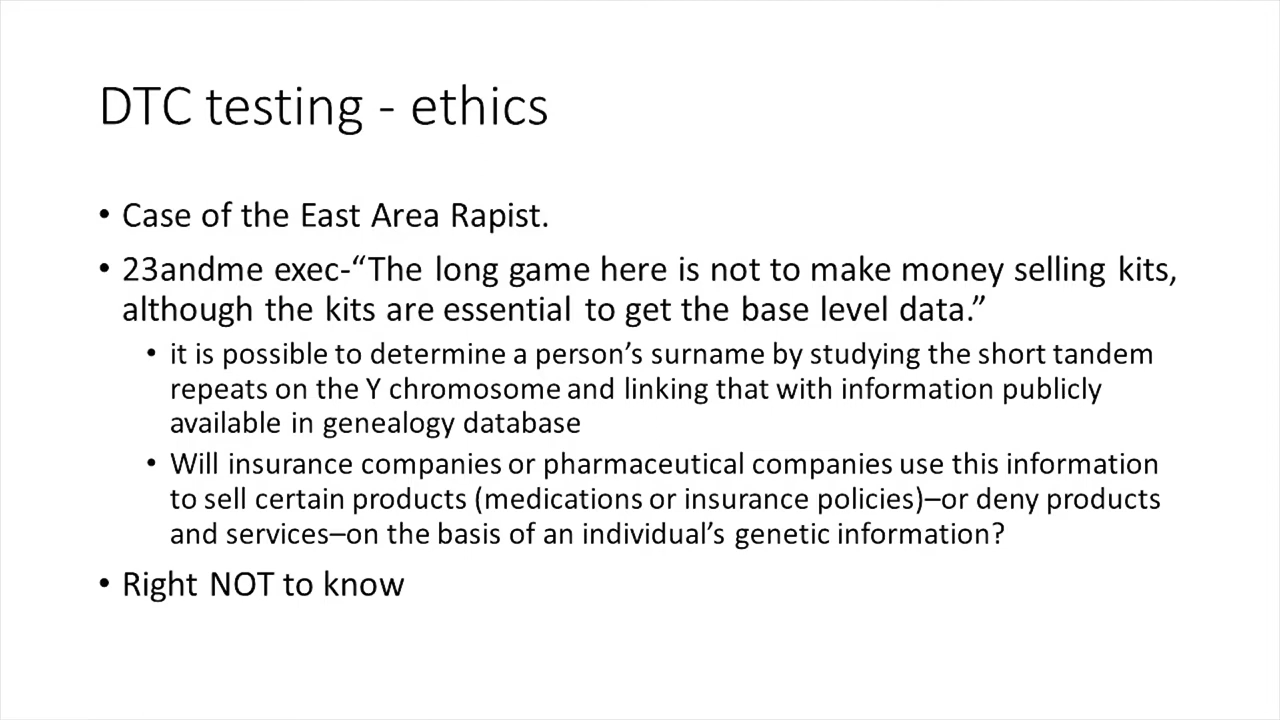 DTC testing - ethics
• Case of the East Area Rapist.
• 23andme exec-“The long game here is not to make money selling kits,
although the kits are essential to get the base level data.”
• it is possible to determine a person’s surname by studying the short tandem
repeats on the Y chromosome and linking that with information publicly
available in genealogy database
• Will insurance companies or pharmaceutical companies use this information
to sell certain products (medications or insurance policies)–or deny products
and services–on the basis of an individual’s genetic information?
• Right NOT to know